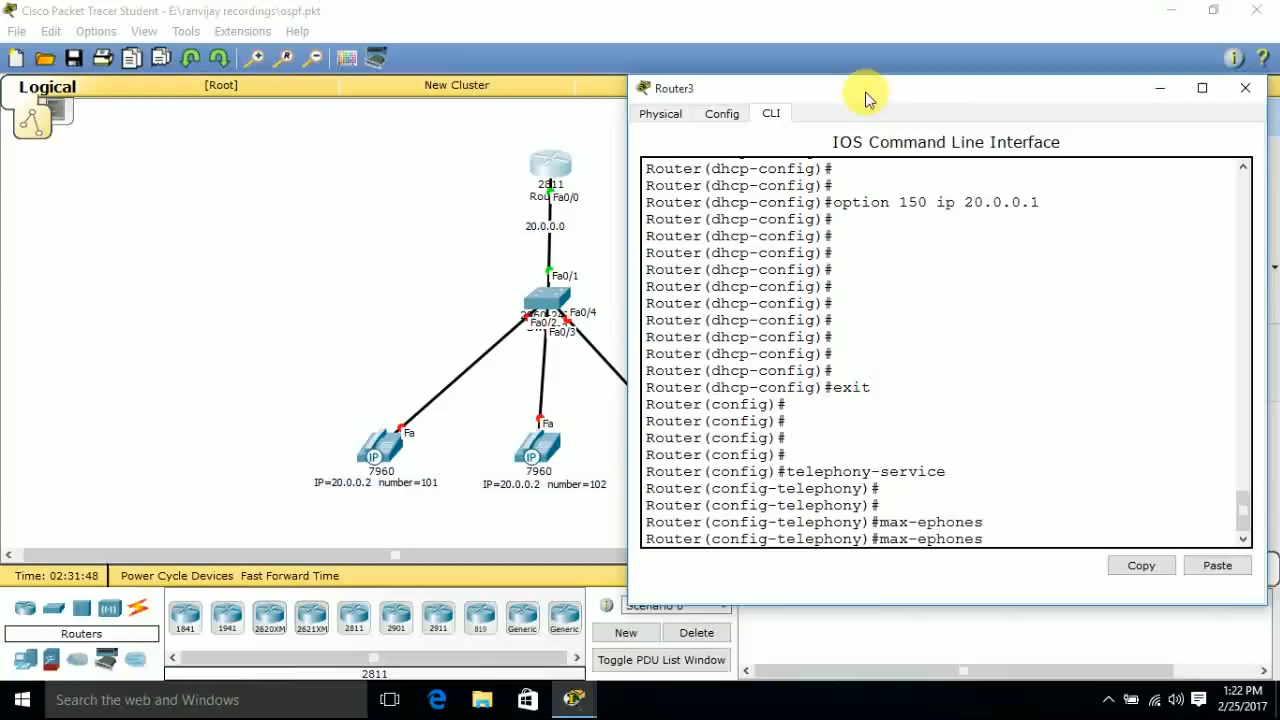 Cisco Packet Tracer Student - E:\ranvijay recordings\ospf.pkt
File Edit Options View Tools Extensions Help
Logical
[Root]
New Cluster
2811
Rou Fa0/0
20.0.0.0
Fa0/1
Fa0/4
Fa0/2
Fa0/3
Fa
Fa
7960
7960
IP=20.0.0.2 number=101
IP=20.0.0.2 number=102
Router3
Physical Config CLI
IOS Command Line Interface
Router(dhcp-config)#
Router(dhcp-config)#
Router(dhcp-config)#option 150 ip 20.0.0.1
Router(dhcp-config)#
Router(dhcp-config)#
Router(dhcp-config)#
Router(dhcp-config)#
Router(dhcp-config)#
Router(dhcp-config)#
Router(dhcp-config)#
Router(dhcp-config)#
Router(dhcp-config)#
Router(dhcp-config)#
Router(dhcp-config)#exit
Router(config)#
Router(config)#
Router(config)#
Router(config)#
Router(config)#telephony-service
Router(config-telephony)#
Router(config-telephony)#
Router(config-telephony)#max-ephones
Router(config-telephony)#max-ephones
Copy Paste
Time: 02:31:48 Power Cycle Devices Fast Forward Time
Routers
1841 1941 2620XM 2621XM 2811 2901 2911 819 Generic Generic
2811
Scenario 0
New Delete
Toggle PDU List Window
Search the web and Windows
1:22 PM
2/25/2017